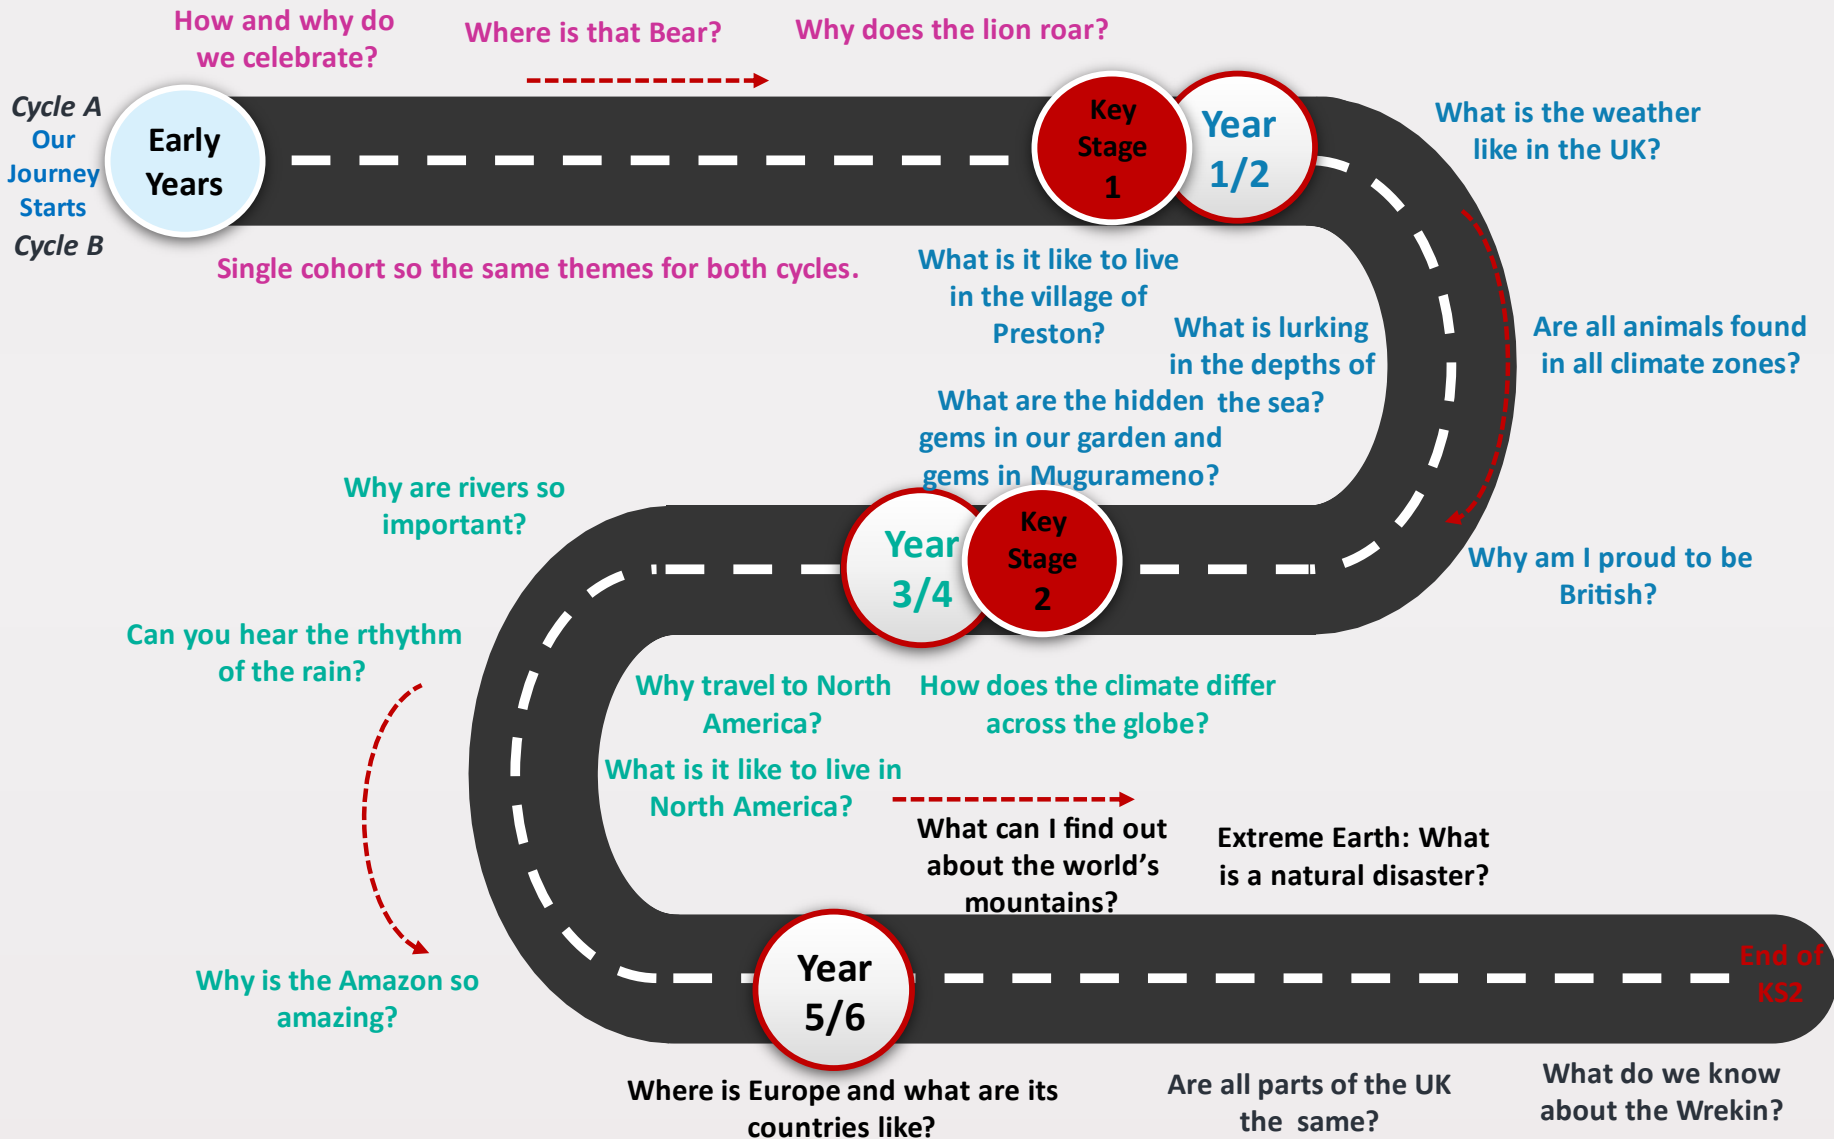 How and why do
we celebrate?
Where is that Bear?
Why does the lion roar?
Cycle A
Our
Journey
Starts
Cycle B
Early
Years
Key
Stage
1
Year
1/2
What is the weather
like in the UK?
Single cohort so the same themes for both cycles.
What is it like to live
in the village of
Preston?
What is lurking
in the depths of
the sea?
Are all animals found
in all climate zones?
What are the hidden
gems in our garden and
gems in Mugurameno?
Why am I proud to be
British?
Key
Stage
2
Year
3/4
Why are rivers so
important?
Can you hear the rthythm
of the rain?
Why is the Amazon so
amazing?
Why travel to North
America?
How does the climate differ
across the globe?
What is it like to live in
North America?
What can I find out
about the world's
mountains?
Extreme Earth: What
is a natural disaster?
Year
5/6
End of
KS2
Where is Europe and what are its
countries like?
Are all parts of the UK
the  same?
What do we know
about the Wrekin?